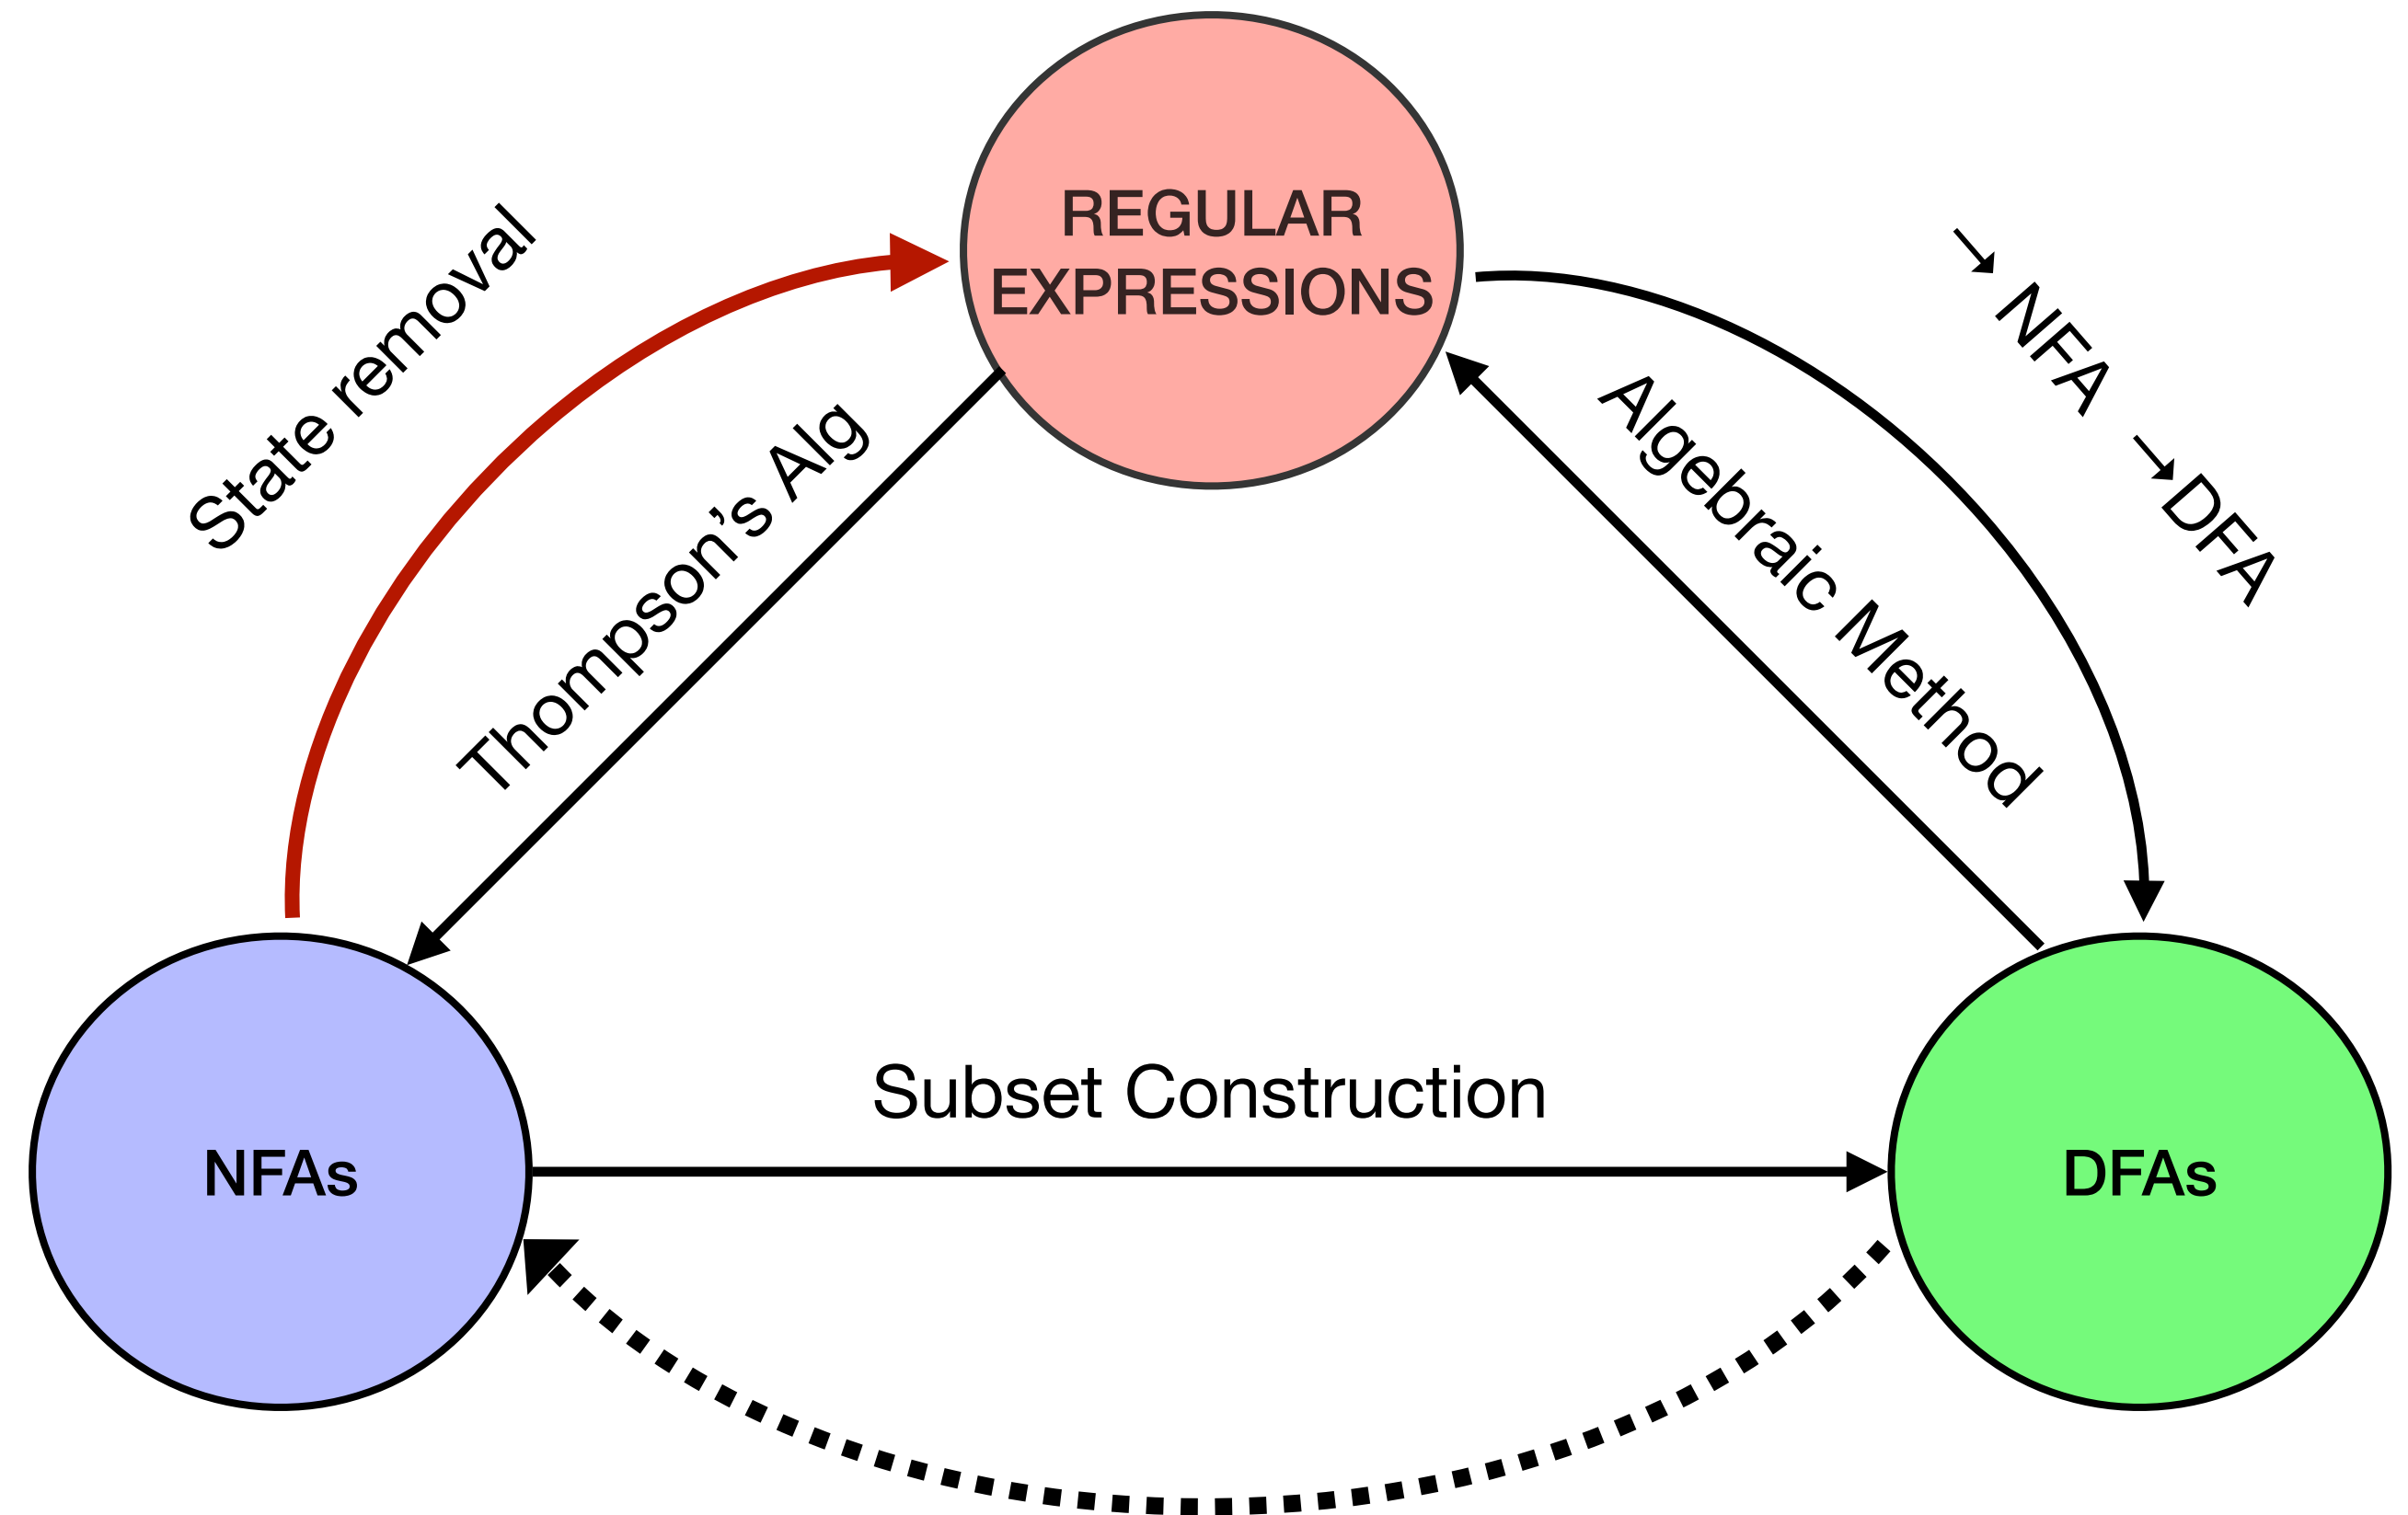 REGULAR
EXPRESSIONS
State removal
Thompson's Alg
Algebraic Method
→ NFA →DFA
Subset Construction
NFAs
DFAs